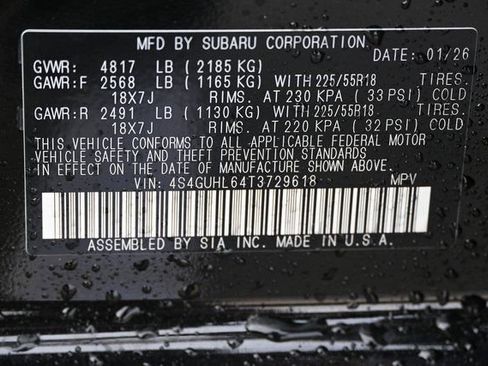 MFD BY SUBARU CORPORATION.
DATE: 01/26
GVWR: 4817 LB (2185 KG)
GAWR:F 2568 LB (1165 KG) WITH 225/55R18 TIRES.
18X7J RIMS. AT 230 KPA (33 PSI) COLD
GAWR:R 2491 LB (1130 KG) WITH 225/55R18 TIRES.
18X7J RIMS. AT 220 KPA (32 PSI) COLD
THIS VEHICLE CONFORMS TO ALL APPLICABLE FEDERAL MOTOR
VEHICLE SAFETY AND THEFT PREVENTION STANDARDS
IN EFFECT ON THE DATE OF MANUFACTURE SHOWN ABOVE.
VIN: 4S4GUHL64T3729618 MPV
ASSEMBLED BY SIA INC. MADE IN U.S.A.